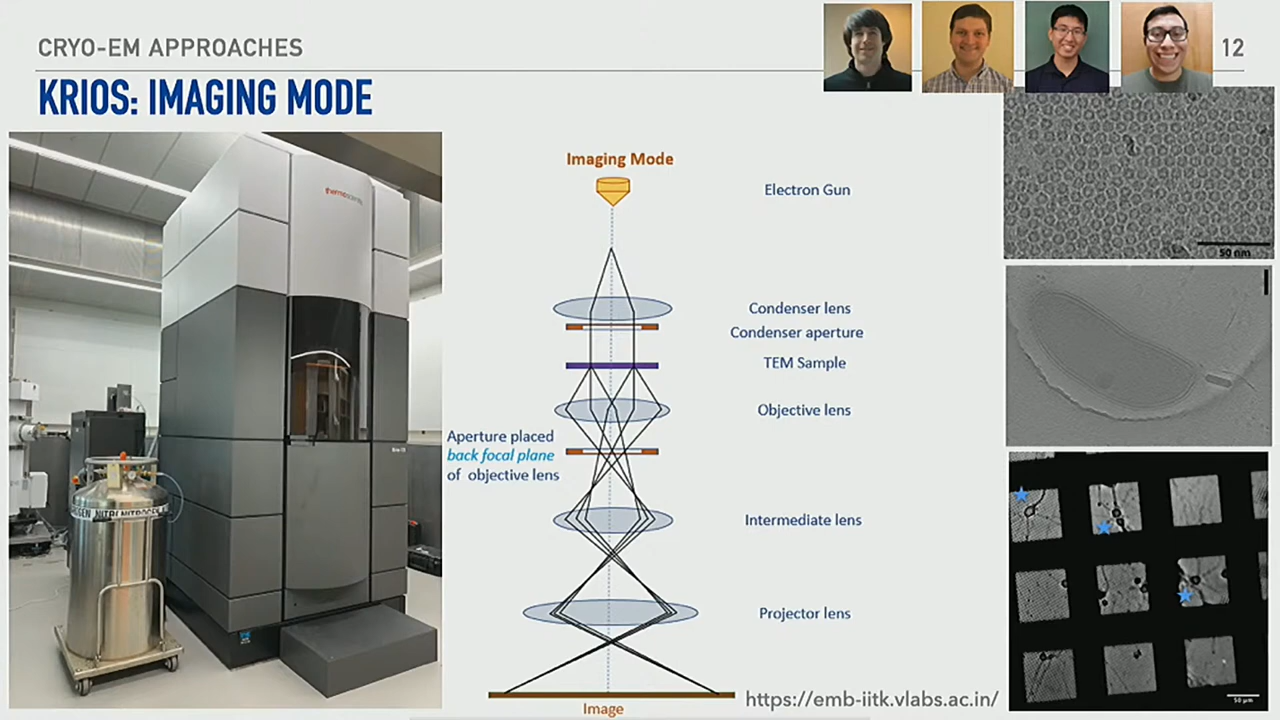 CRYO-EM APPROACHES
12
KRIOS: IMAGING MODE
thermo
Imaging Mode
Electron Gun
Condenser lens
Condenser aperture
TEM Sample
Objective lens
Aperture placed
back focal plane
of objective lens
Intermediate lens
Projector lens
Image
https://emb-iitk.vlabs.ac.in/
NITROGEN
50 nm
50 µm